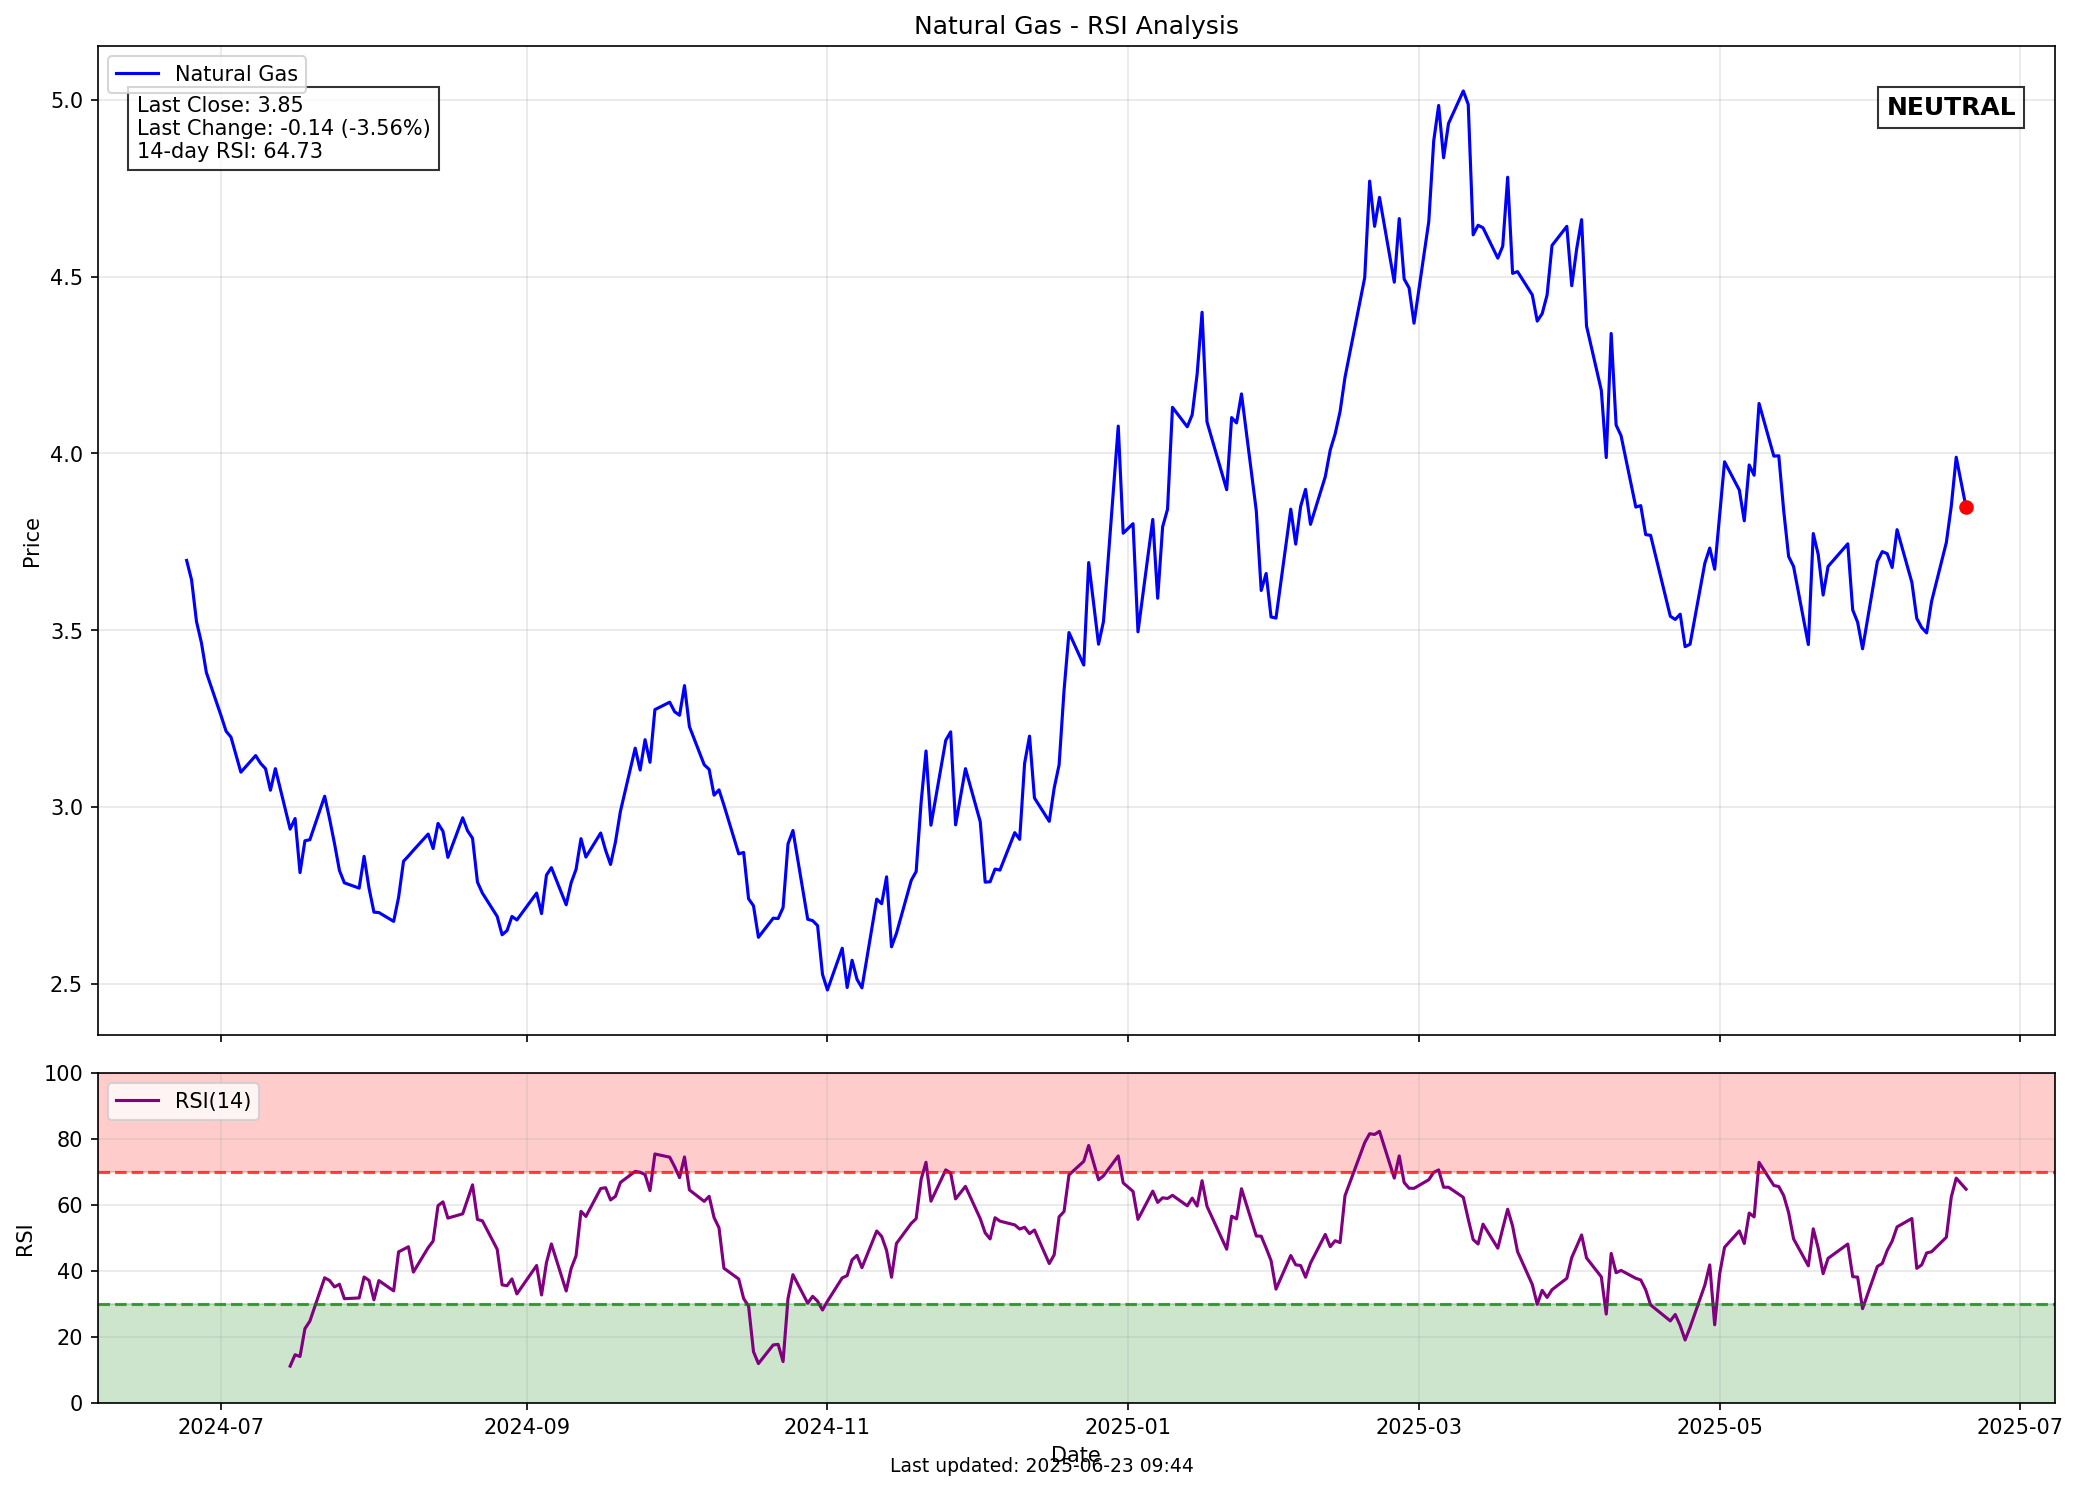 Natural Gas - RSI Analysis
Natural Gas
Last Close: 3.85
Last Change: -0.14 (-3.56%)
14-day RSI: 64.73
NEUTRAL
Price
5.0
4.5
4.0
3.5
3.0
2.5
RSI(14)
RSI
100
80
60
40
20
0
2024-07
2024-09
2024-11
2025-01
2025-03
2025-05
2025-07
Date
Last updated: 2025-06-23 09:44